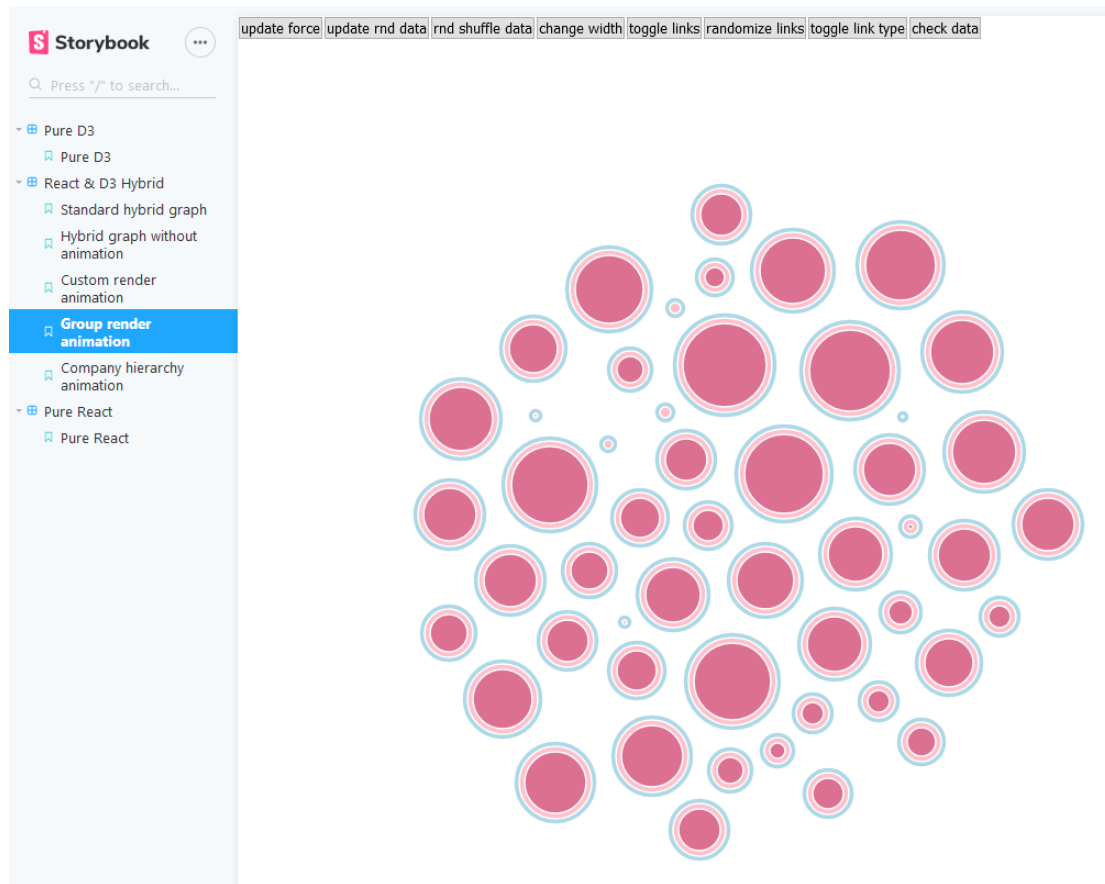 Storybook
Press "/" to search...
Pure D3
Pure D3
React & D3 Hybrid
Standard hybrid graph
Hybrid graph without
animation
Custom render
animation
Group render
animation
Company hierarchy
animation
Pure React
Pure React
update force update rnd data rnd shuffle data change width toggle links randomize links toggle link type check data